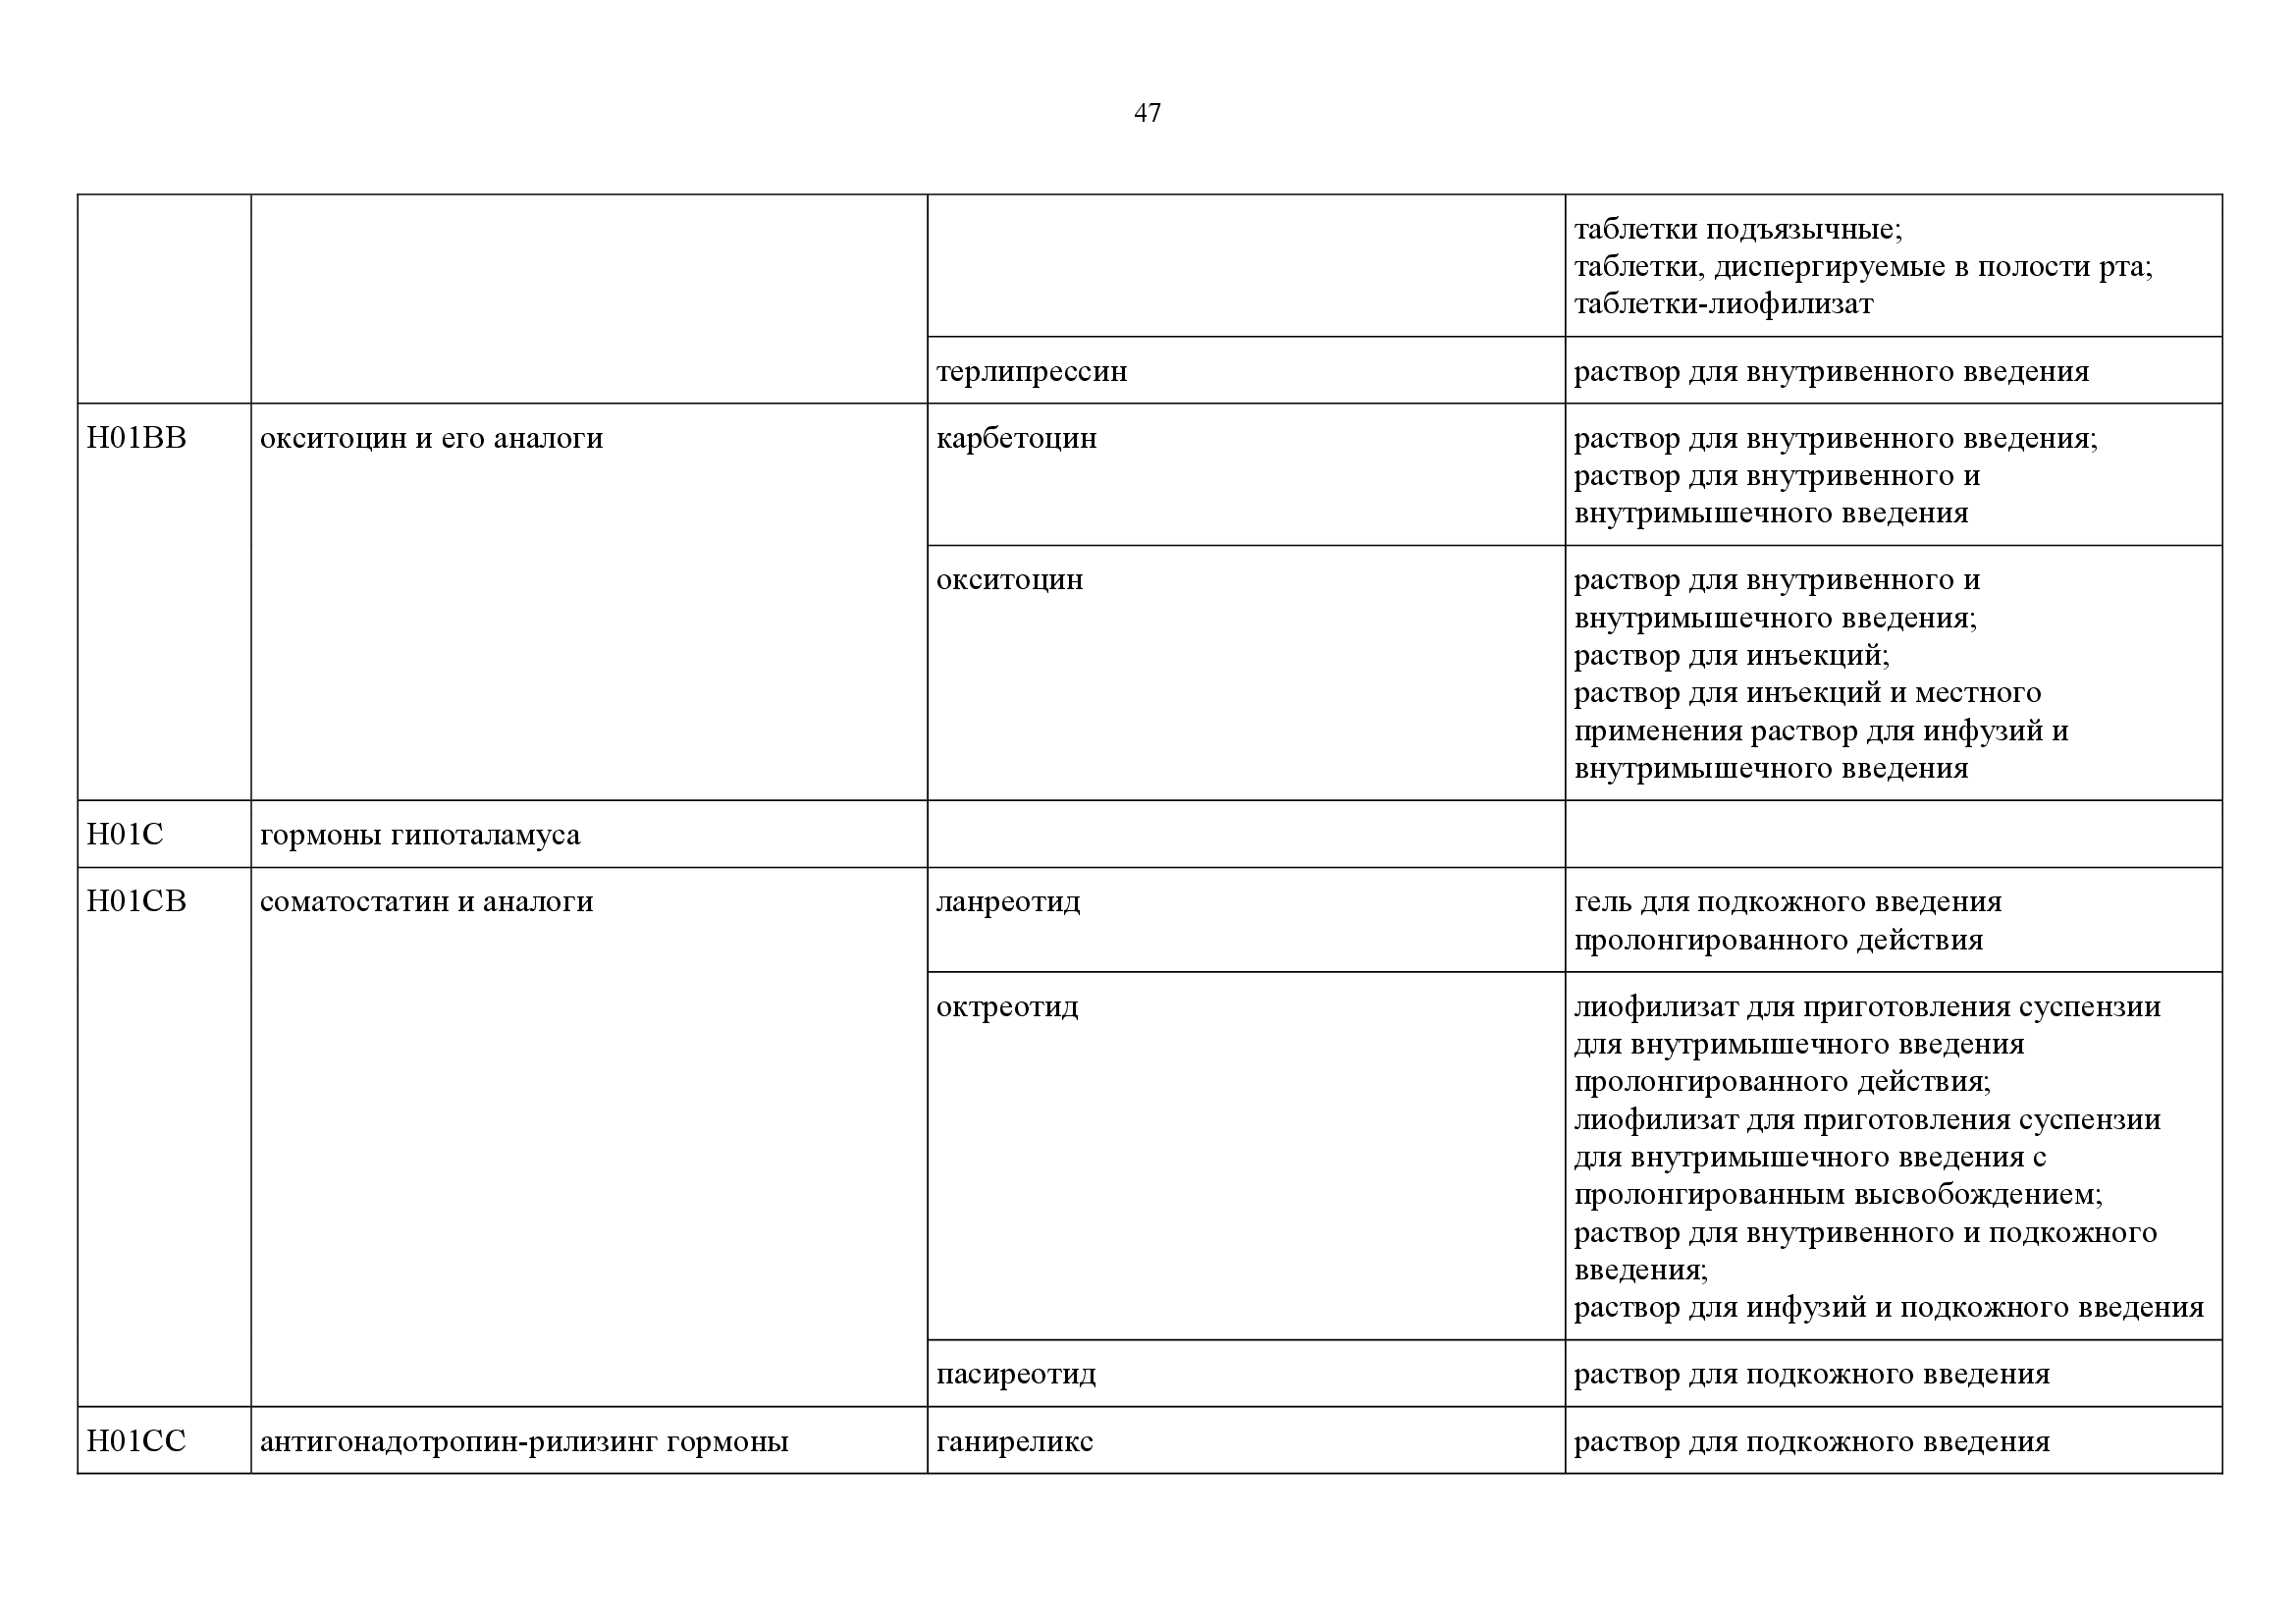 47
таблетки подъязычные;
таблетки, диспергируемые в полости рта;
таблетки-лиофилизат
терлипрессин раствор для внутривенного введения
H01BB окситоцин и его аналоги карбетоцин раствор для внутривенного введения;
раствор для внутривенного и
внутримышечного введения
окситоцин раствор для внутривенного и
внутримышечного введения;
раствор для инъекций;
раствор для инъекций и местного
применения раствор для инфузий и
внутримышечного введения
H01C гормоны гипоталамуса
H01CB соматостатин и аналоги ланреотид гель для подкожного введения
пролонгированного действия
октреотид лиофилизат для приготовления суспензии
для внутримышечного введения
пролонгированного действия;
лиофилизат для приготовления суспензии
для внутримышечного введения с
пролонгированным высвобождением;
раствор для внутривенного и подкожного
введения;
раствор для инфузий и подкожного введения
пасиреотид раствор для подкожного введения
H01CC антигонадотропин-рилизинг гормоны ганиреликс раствор для подкожного введения